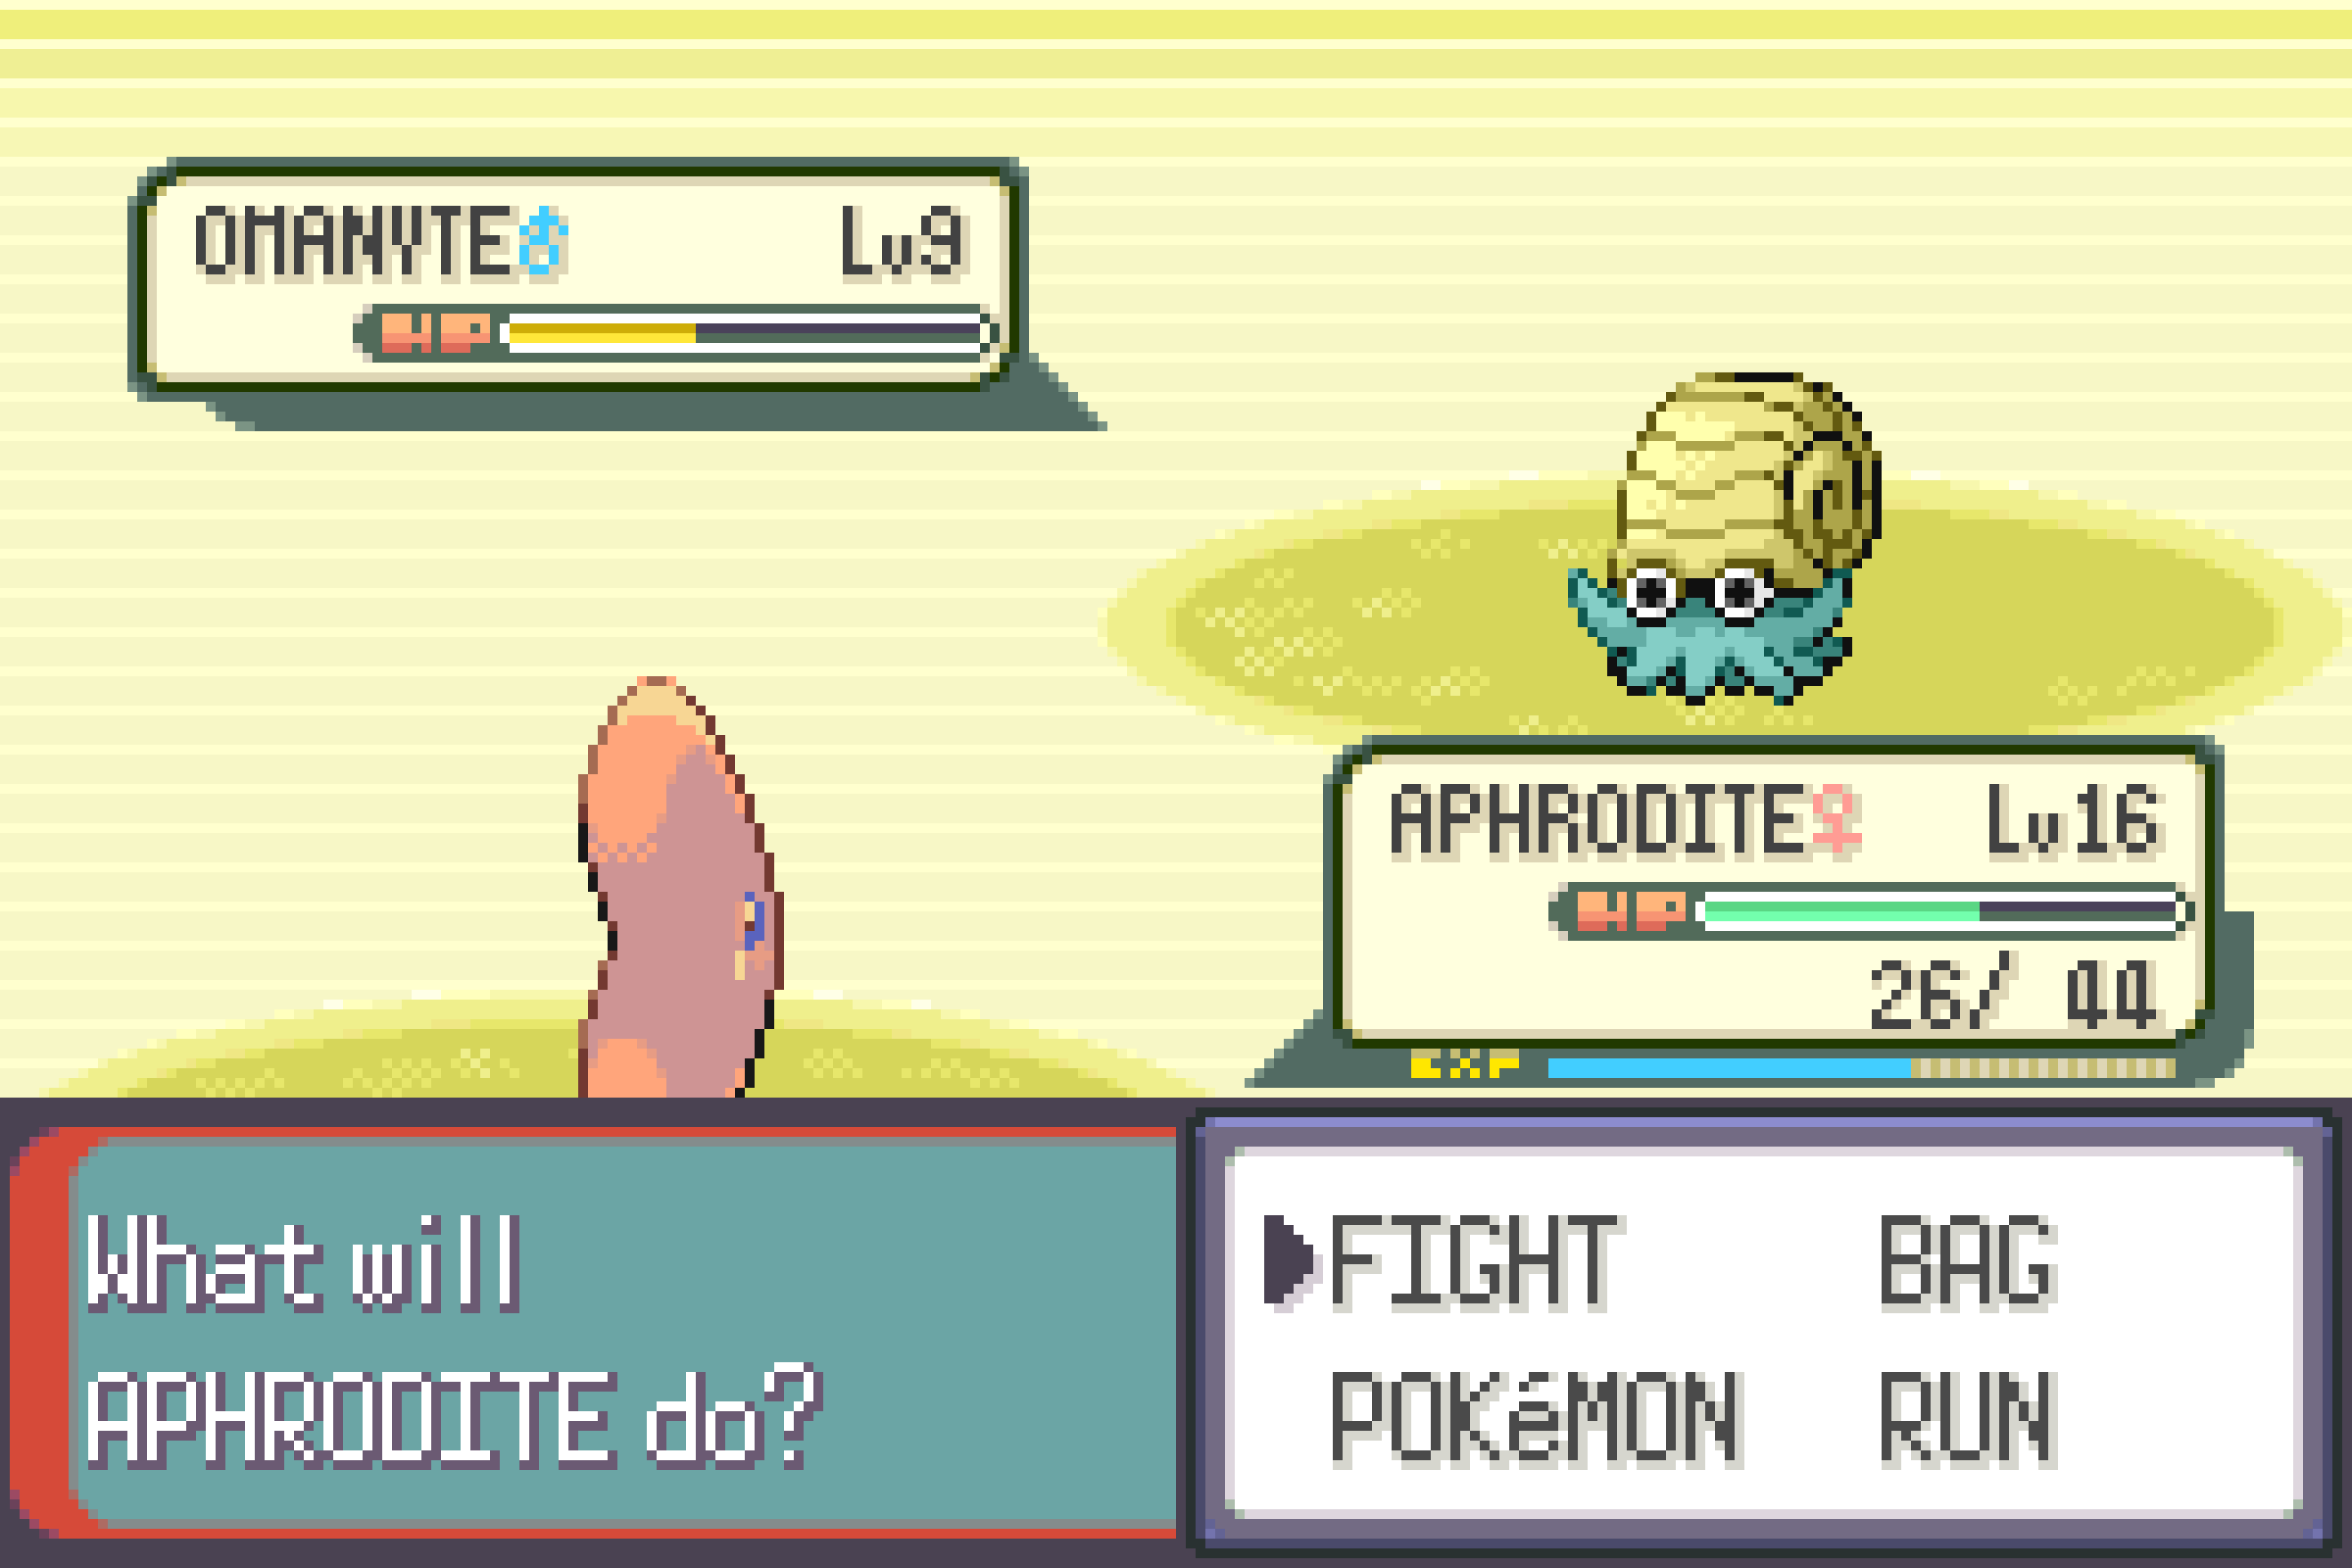 OMANYTE♂ Lv9
HP
APHRODITE♀ Lv16
HP
26/ 44
EXP
What will
APHRODITE do?
FIGHT BAG
POKéMON RUN